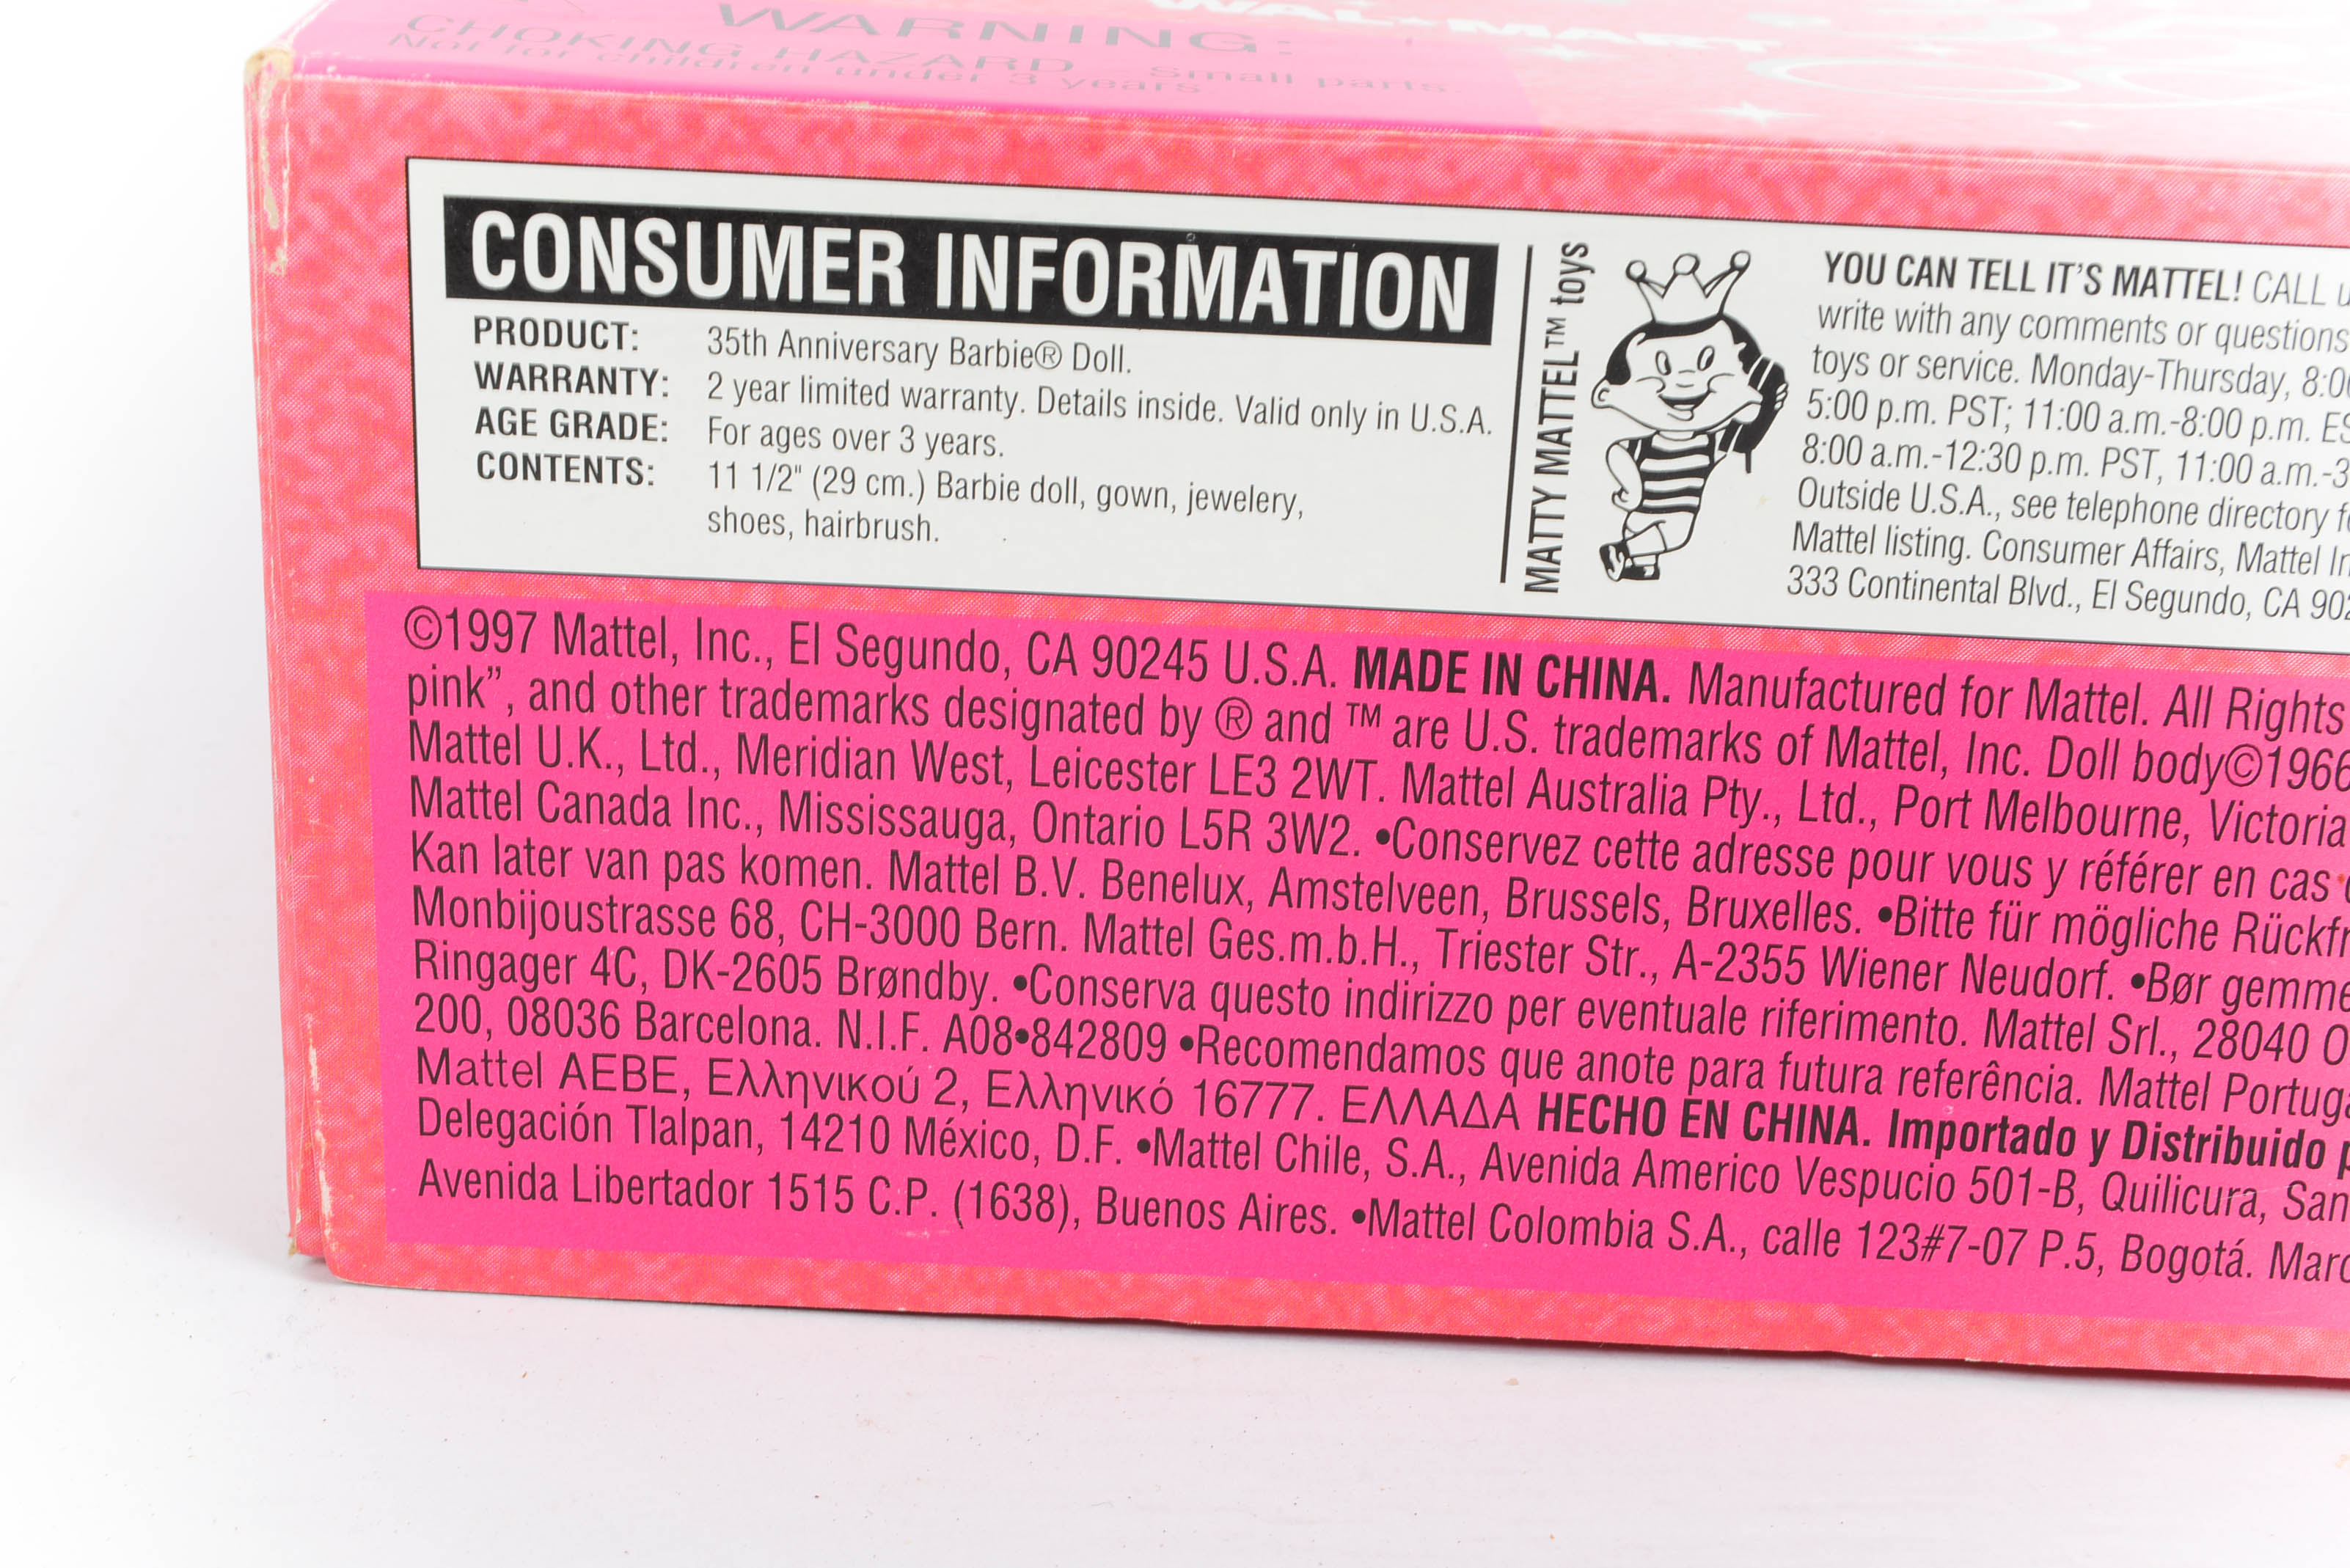 WAL★MART
WARNING:
CHOKING HAZARD Small parts.
Not for children under 3 years
CONSUMER INFORMATION
PRODUCT: 35th Anniversary Barbie® Doll.
WARRANTY: 2 year limited warranty. Details inside. Valid only in U.S.A.
AGE GRADE: For ages over 3 years.
CONTENTS: 11 1/2" (29 cm.) Barbie doll, gown, jewelery,
shoes, hairbrush.
MATTY MATTEL™ toys
YOU CAN TELL IT'S MATTEL! CALL
write with any comments or questions
toys or service. Monday-Thursday,
5:00 p.m. PST; 11:00 a.m.-8:00 p.m.
8:00 a.m.-12:30 p.m. PST, 11:00 a.m.-
Outside U.S.A., see telephone directory
Mattel listing. Consumer Affairs, Mattel
333 Continental Blvd., El Segundo, CA
©1997 Mattel, Inc., El Segundo, CA 90245 U.S.A. MADE IN CHINA. Manufactured for Mattel. All Rights
pink”, and other trademarks designated by ® and ™ are U.S. trademarks of Mattel, Inc. Doll body©1966
Mattel U.K., Ltd., Meridian West, Leicester LE3 2WT. Mattel Australia Pty., Ltd., Port Melbourne, Victoria
Mattel Canada Inc., Mississauga, Ontario L5R 3W2. •Conservez cette adresse pour vous y référer en cas
Kan later van pas komen. Mattel B.V. Benelux, Amstelveen, Brussels, Bruxelles. •Bitte für mögliche
Monbijoustrasse 68, CH-3000 Bern. Mattel Ges.m.b.H., Triester Str., A-2355 Wiener Neudorf. •Bør
Ringager 4C, DK-2605 Brøndby. •Conserva questo indirizzo per eventuale riferimento. Mattel Srl., 28040
200, 08036 Barcelona. N.I.F. A08•842809 •Recomendamos que anote para futura referência. Mattel
Mattel AEBE, Ελληνικού 2, Ελληνικό 16777. ΕΛΛΑΔΑ HECHO EN CHINA. Importado y Distribuido
Delegación Tlalpan, 14210 México, D.F. •Mattel Chile, S.A., Avenida Americo Vespucio 501-B, Quilicura,
Avenida Libertador 1515 C.P. (1638), Buenos Aires. •Mattel Colombia S.A., calle 123#7-07 P.5, Bogotá.